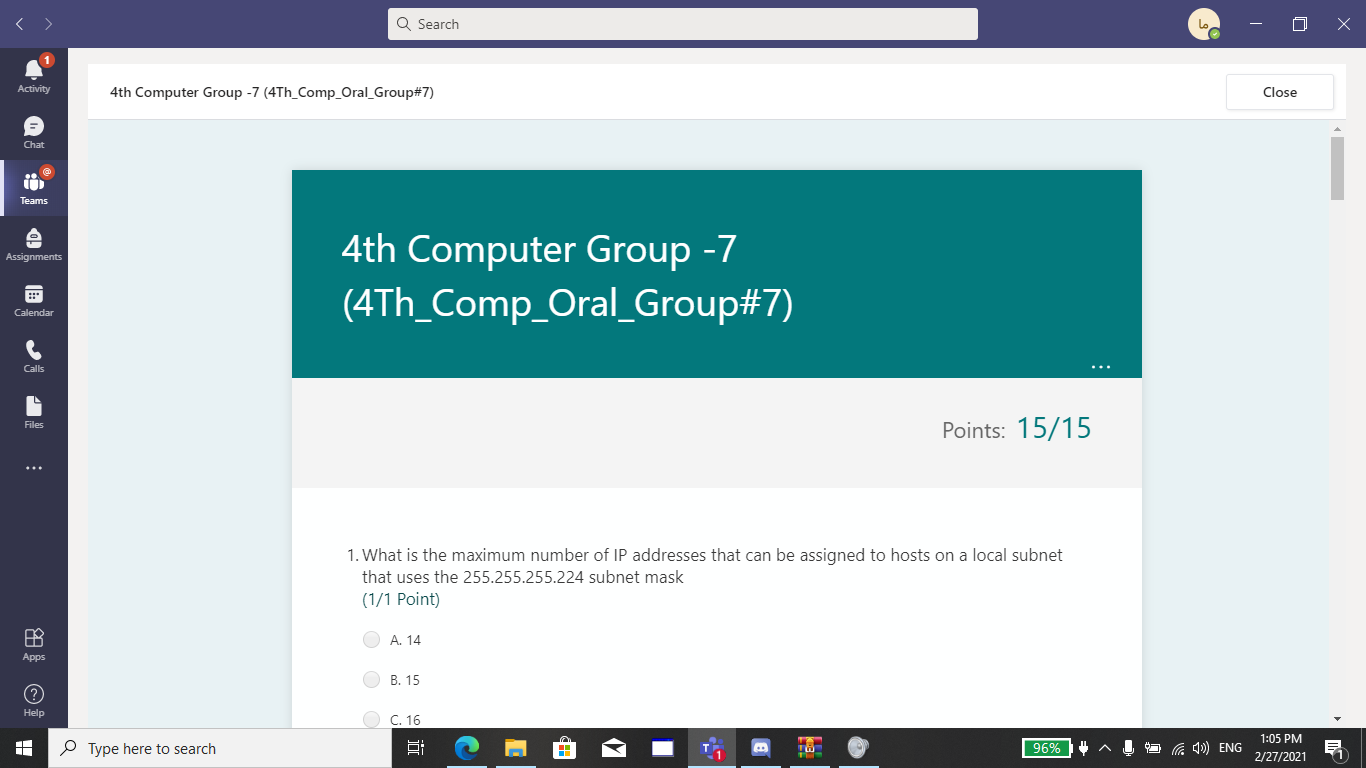 Search
ما
1
Activity
Chat
@
Teams
Assignments
Calendar
Calls
Files
Apps
Help
4th Computer Group -7 (4Th_Comp_Oral_Group#7)
Close
4th Computer Group -7
(4Th_Comp_Oral_Group#7)
Points: 15/15
1. What is the maximum number of IP addresses that can be assigned to hosts on a local subnet
that uses the 255.255.255.224 subnet mask
(1/1 Point)
A. 14
B. 15
C. 16
Type here to search
T
1
96%
ENG
1:05 PM
2/27/2021
1